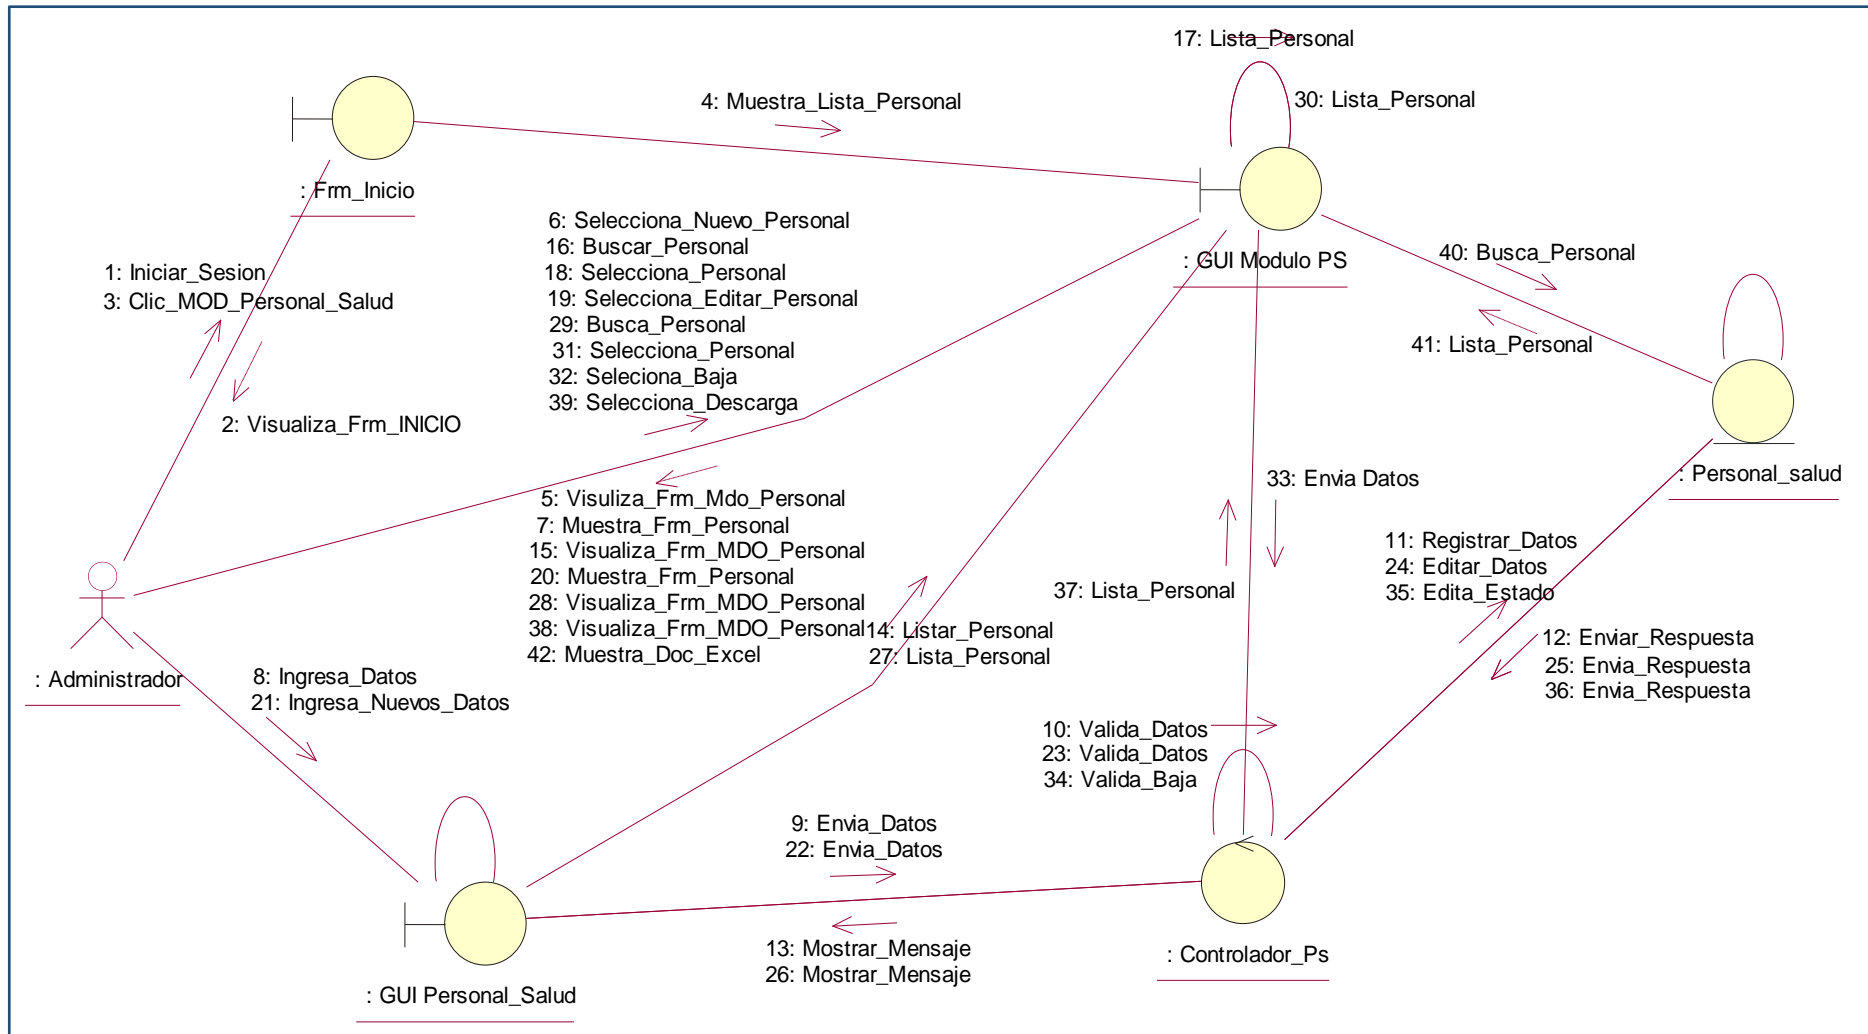 17: Lista_Personal
30: Lista_Personal
4: Muestra_Lista_Personal
: Frm_Inicio
: GUI Modulo PS
1: Iniciar_Sesion
3: Clic_MOD_Personal_Salud
2: Visualiza_Frm_INICIO
6: Selecciona_Nuevo_Personal
16: Buscar_Personal
18: Selecciona_Personal
19: Selecciona_Editar_Personal
29: Busca_Personal
31: Selecciona_Personal
32: Seleciona_Baja
39: Selecciona_Descarga
40: Busca_Personal
41: Lista_Personal
: Personal_salud
5: Visuliza_Frm_Mdo_Personal
7: Muestra_Frm_Personal
15: Visualiza_Frm_MDO_Personal
20: Muestra_Frm_Personal
28: Visualiza_Frm_MDO_Personal
38: Visualiza_Frm_MDO_Personal
42: Muestra_Doc_Excel
33: Envia Datos
37: Lista_Personal
11: Registrar_Datos
24: Editar_Datos
35: Edita_Estado
12: Enviar_Respuesta
25: Envia_Respuesta
36: Envia_Respuesta
14: Listar_Personal
27: Lista_Personal
: Administrador
8: Ingresa_Datos
21: Ingresa_Nuevos_Datos
10: Valida_Datos
23: Valida_Datos
34: Valida_Baja
9: Envia_Datos
22: Envia_Datos
13: Mostrar_Mensaje
26: Mostrar_Mensaje
: Controlador_Ps
: GUI Personal_Salud